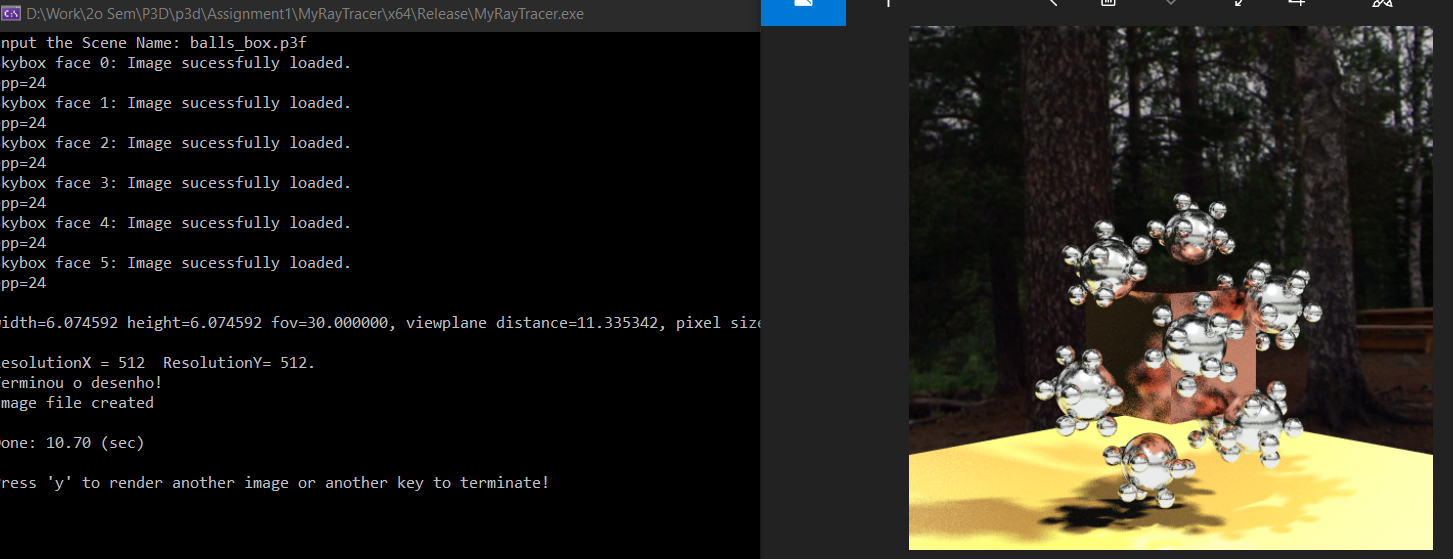 D:\Work\2o Sem\P3D\p3d\Assignment1\MyRayTracer\x64\Release\MyRayTracer.exe
nput the Scene Name: balls_box.p3f
kybox face 0: Image sucessfully loaded.
pp=24
kybox face 1: Image sucessfully loaded.
pp=24
kybox face 2: Image sucessfully loaded.
pp=24
kybox face 3: Image sucessfully loaded.
pp=24
kybox face 4: Image sucessfully loaded.
pp=24
kybox face 5: Image sucessfully loaded.
pp=24
width=6.074592 height=6.074592 fov=30.000000, viewplane distance=11.335342, pixel size
esolutionX = 512  ResolutionY= 512.
erminou o desenho!
mage file created
one: 10.70 (sec)
ress 'y' to render another image or another key to terminate!